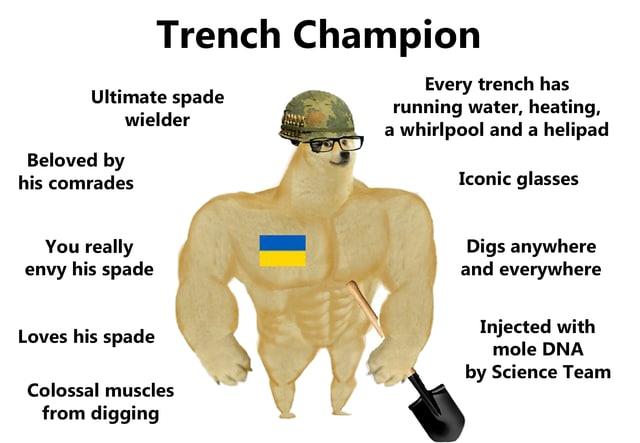 Trench Champion
Ultimate spade
wielder
Every trench has
running water, heating,
a whirlpool and a helipad
Beloved by
his comrades
Iconic glasses
You really
envy his spade
Digs anywhere
and everywhere
Loves his spade
Injected with
mole DNA
by Science Team
Colossal muscles
from digging